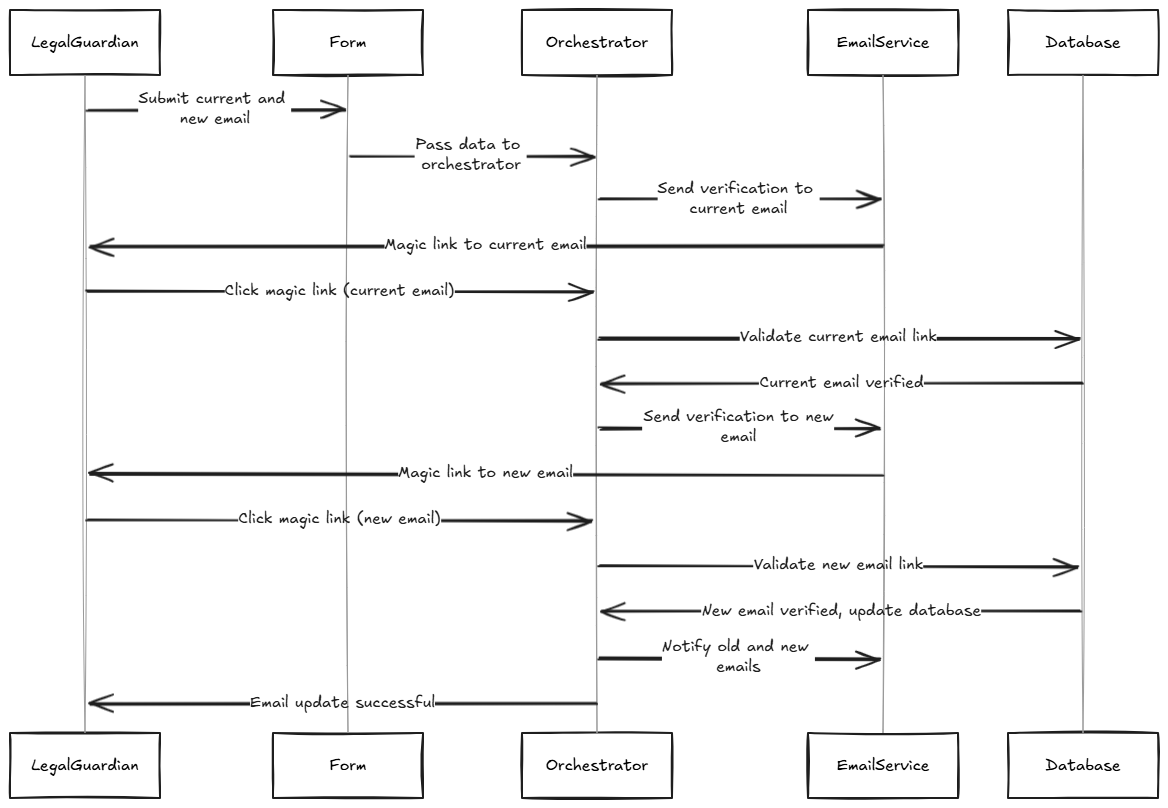 LegalGuardian
Form
Orchestrator
EmailService
Database
Submit current and
new email
Pass data to
orchestrator
Send verification to
current email
Magic link to current email
Click magic link (current email)
Validate current email link
Current email verified
Send verification to new
email
Magic link to new email
Click magic link (new email)
Validate new email link
New email verified, update database
Notify old and new
emails
Email update successful
LegalGuardian
Form
Orchestrator
EmailService
Database